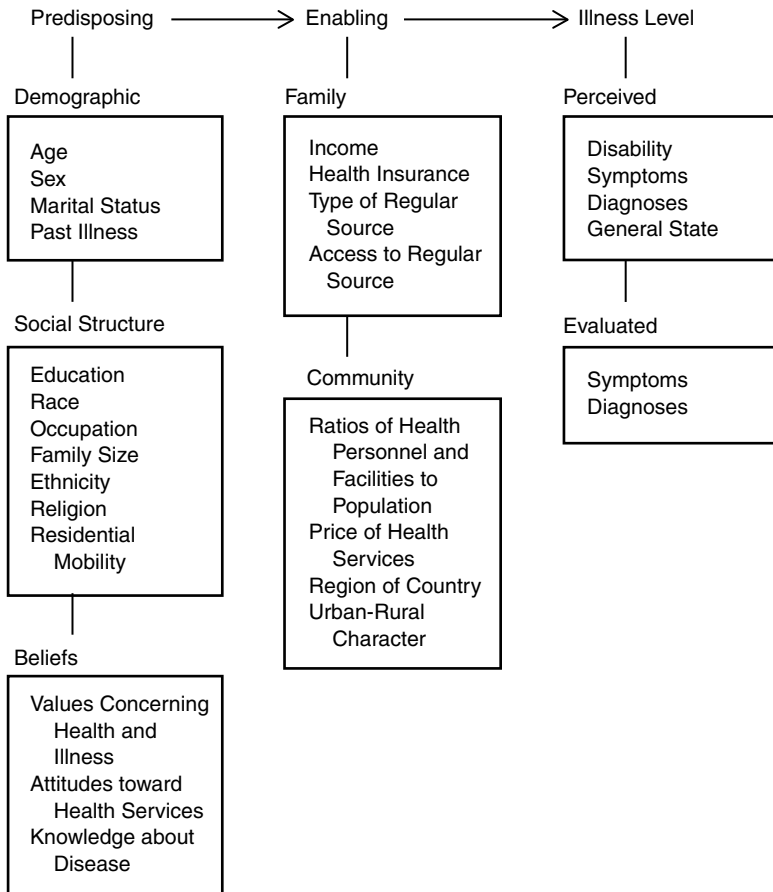 Predisposing
Enabling
Illness Level
Demographic
Age
Sex
Marital Status
Past Illness
Social Structure
Education
Race
Occupation
Family Size
Ethnicity
Religion
Residential
Mobility
Beliefs
Values Concerning
Health and
Illness
Attitudes toward
Health Services
Knowledge about
Disease
Family
Income
Health Insurance
Type of Regular
Source
Access to Regular
Source
Community
Ratios of Health
Personnel and
Facilities to
Population
Price of Health
Services
Region of Country
Urban-Rural
Character
Perceived
Disability
Symptoms
Diagnoses
General State
Evaluated
Symptoms
Diagnoses